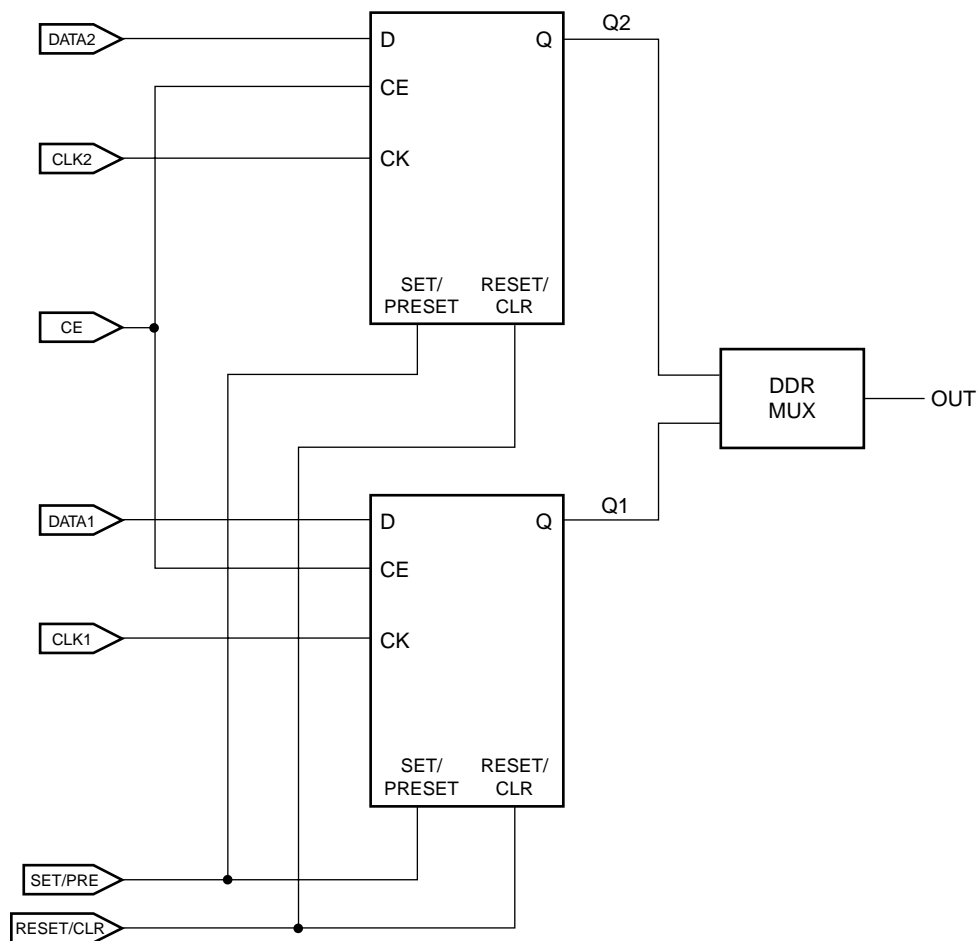 DATA2
D
Q
Q2
CE
CLK2
CK
SET/
PRESET
RESET/
CLR
CE
DDR
MUX
OUT
DATA1
D
Q
Q1
CE
CLK1
CK
SET/
PRESET
RESET/
CLR
SET/PRE
RESET/CLR